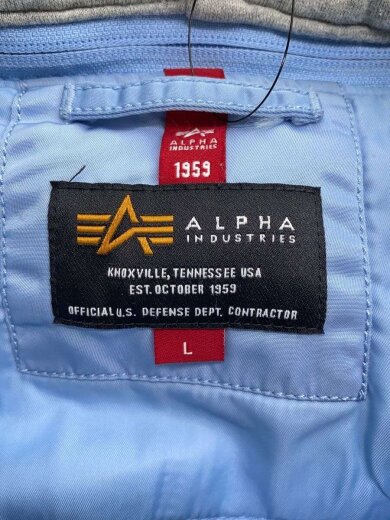 ALPHA
INDUSTRIES
1959
ALPHA
INDUSTRIES
KNOXVILLE, TENNESSEE USA
EST. OCTOBER 1959
OFFICIAL U.S. DEFENSE DEPT. CONTRACTOR
L